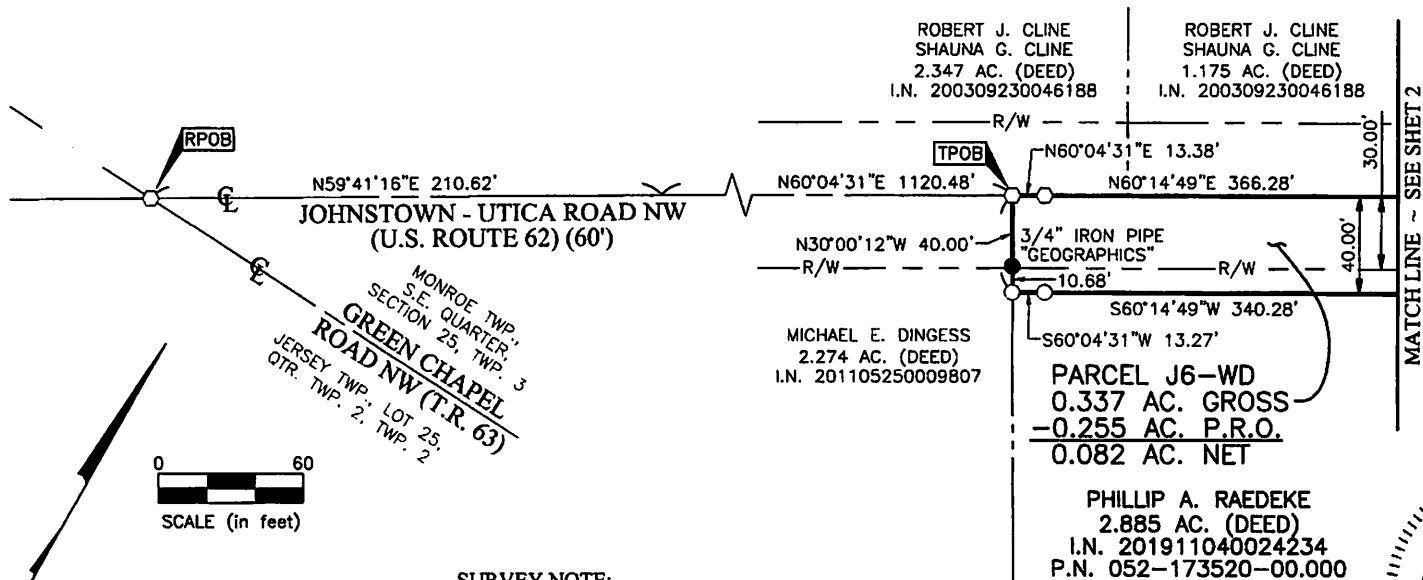 ROBERT J. CLINE
SHAUNA G. CLINE
2.347 AC. (DEED)
I.N. 200309230046188
ROBERT J. CLINE
SHAUNA G. CLINE
1.175 AC. (DEED)
I.N. 200309230046188
R/W
RPOB
TPOB
N60°04'31"E 13.38'
30.00'
MATCH LINE ~ SEE SHET 2
N59°41'16"E 210.62'
N60°04'31"E 1120.48'
N60°14'49"E 366.28'
JOHNSTOWN - UTICA ROAD NW
(U.S. ROUTE 62) (60')
N30°00'12"W 40.00'
3/4" IRON PIPE
"GEOGRAPHICS"
40.00'
R/W
R/W
10.68'
S60°14'49"W 340.28'
S60°04'31"W 13.27'
MONROE TWP.,
S.E. QUARTER,
SECTION 25, TWP. 3
GREEN CHAPEL
ROAD NW (T.R. 63)
JERSEY TWP., LOT 25,
QTR. TWP. 2, TWP. 2
MICHAEL E. DINGESS
2.274 AC. (DEED)
I.N. 201105250009807
PARCEL J6-WD
0.337 AC. GROSS
-0.255 AC. P.R.O.
0.082 AC. NET
0 60
SCALE (in feet)
PHILLIP A. RAEDEKE
2.885 AC. (DEED)
I.N. 201911040024234
P.N. 052-173520-00.000
SURVEY NOTE: